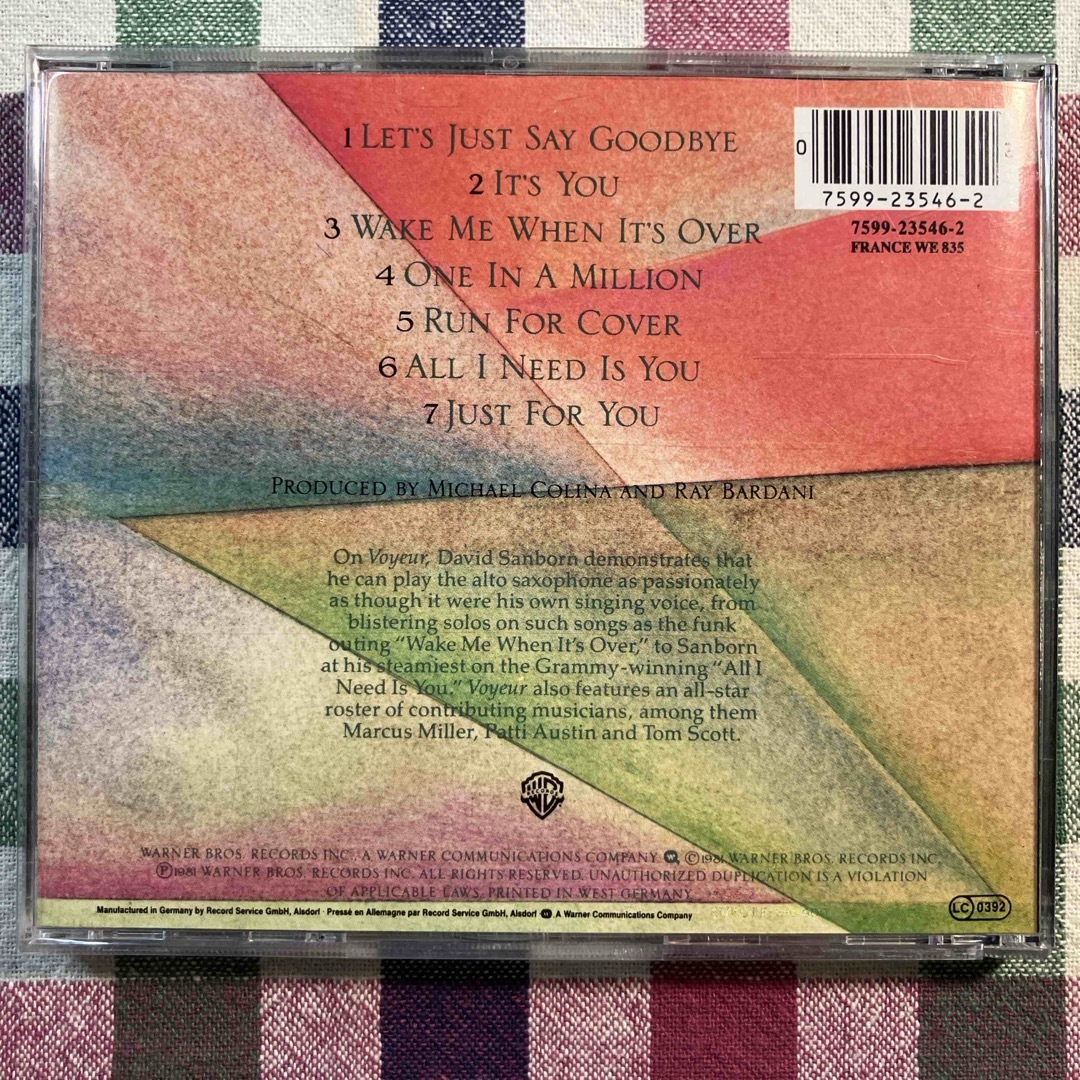 1 LET'S JUST SAY GOODBYE
2 IT'S YOU
3 WAKE ME WHEN IT'S OVER
4 ONE IN A MILLION
5 RUN FOR COVER
6 ALL I NEED IS YOU
7 JUST FOR YOU
0
7599-23546-2
7599-23546-2
FRANCE WE 835
PRODUCED BY MICHAEL COLINA AND RAY BARDANI
On Voyeur, David Sanborn demonstrates that
he can play the alto saxophone as passionately
as though it were his own singing voice, from
blistering solos on such songs as the funk
outing "Wake Me When It's Over," to Sanborn
at his steamiest on the Grammy-winning "All I
Need Is You." Voyeur also features an all-star
roster of contributing musicians, among them
Marcus Miller, Patti Austin and Tom Scott.
RECORDS
WARNER BROS. RECORDS INC., A WARNER COMMUNICATIONS COMPANY © 1981 WARNER BROS. RECORDS INC.
℗ 1981 WARNER BROS. RECORDS INC. ALL RIGHTS RESERVED. UNAUTHORIZED DUPLICATION IS A VIOLATION
OF APPLICABLE LAWS. PRINTED IN WEST GERMANY
Manufactured in Germany by Record Service GmbH, Alsdorf · Pressé en Allemagne par Record Service GmbH, Alsdorf A Warner Communications Company
LC 0392